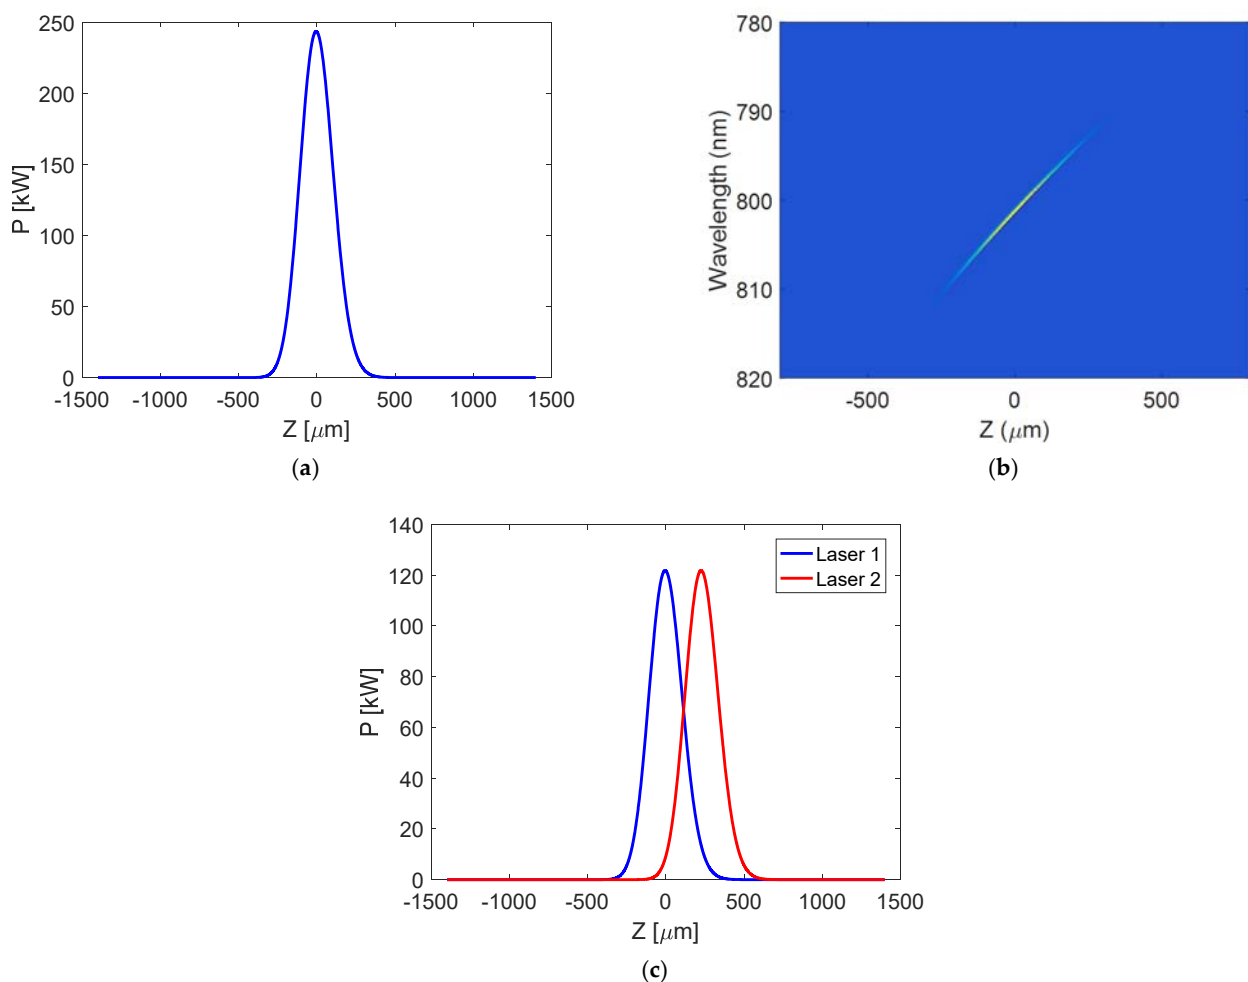 250
200
150
100
50
0
P [kW]
-1500 -1000 -500 0 500 1000 1500
Z [μm]
(a)
780
790
800
810
820
Wavelength (nm)
-500 0 500
Z (μm)
(b)
140
120
100
80
60
40
20
0
P [kW]
Laser 1
Laser 2
-1500 -1000 -500 0 500 1000 1500
Z [μm]
(c)